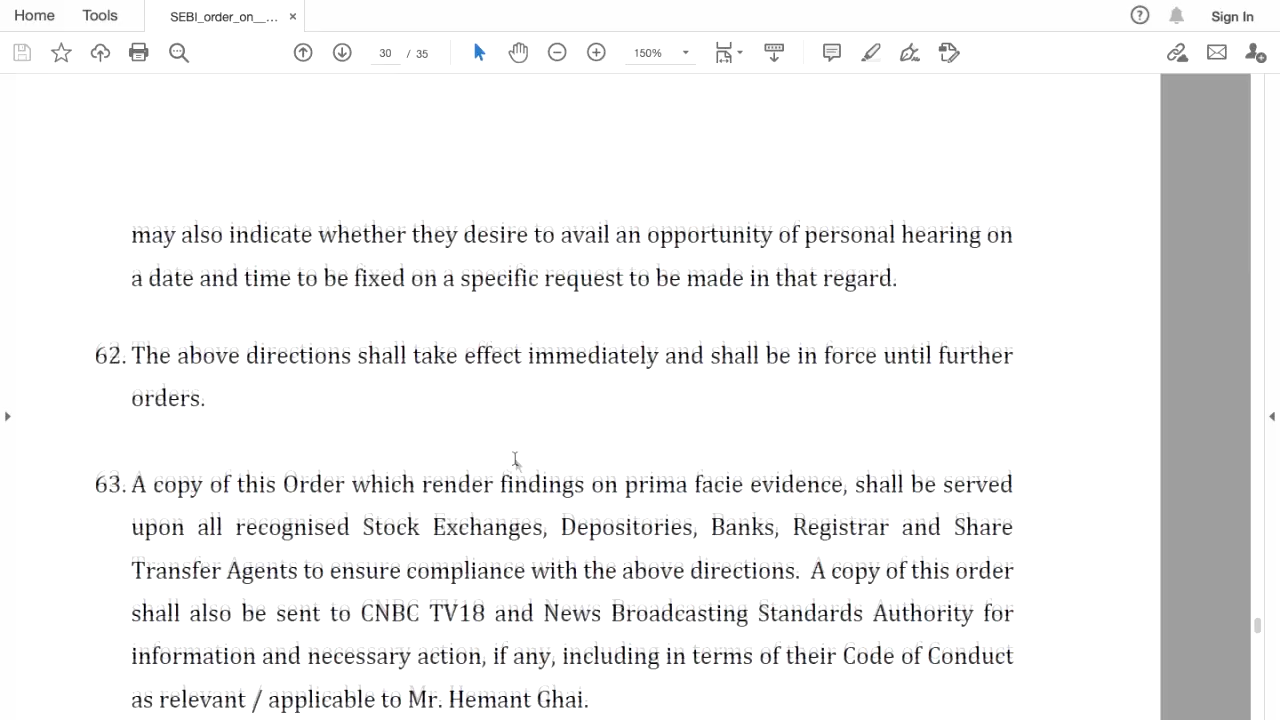 Home
Tools
SEBI_order_on__...
Sign In
30 / 35
150%
may also indicate whether they desire to avail an opportunity of personal hearing on
a date and time to be fixed on a specific request to be made in that regard.
62. The above directions shall take effect immediately and shall be in force until further
orders.
63. A copy of this Order which render findings on prima facie evidence, shall be served
upon all recognised Stock Exchanges, Depositories, Banks, Registrar and Share
Transfer Agents to ensure compliance with the above directions. A copy of this order
shall also be sent to CNBC TV18 and News Broadcasting Standards Authority for
information and necessary action, if any, including in terms of their Code of Conduct
as relevant / applicable to Mr. Hemant Ghai.